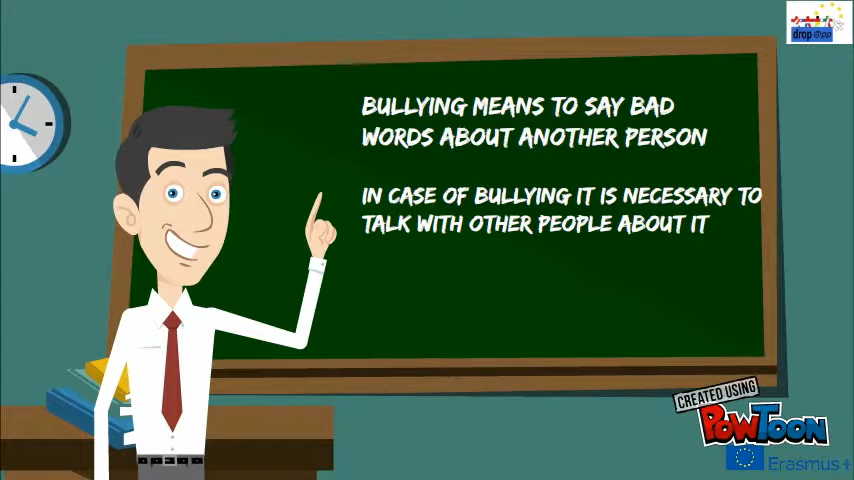 drop @pp
BULLYING MEANS TO SAY BAD
WORDS ABOUT ANOTHER PERSON
IN CASE OF BULLYING IT IS NECESSARY TO
TALK WITH OTHER PEOPLE ABOUT IT
CREATED USING
POWTOON
Erasmus+